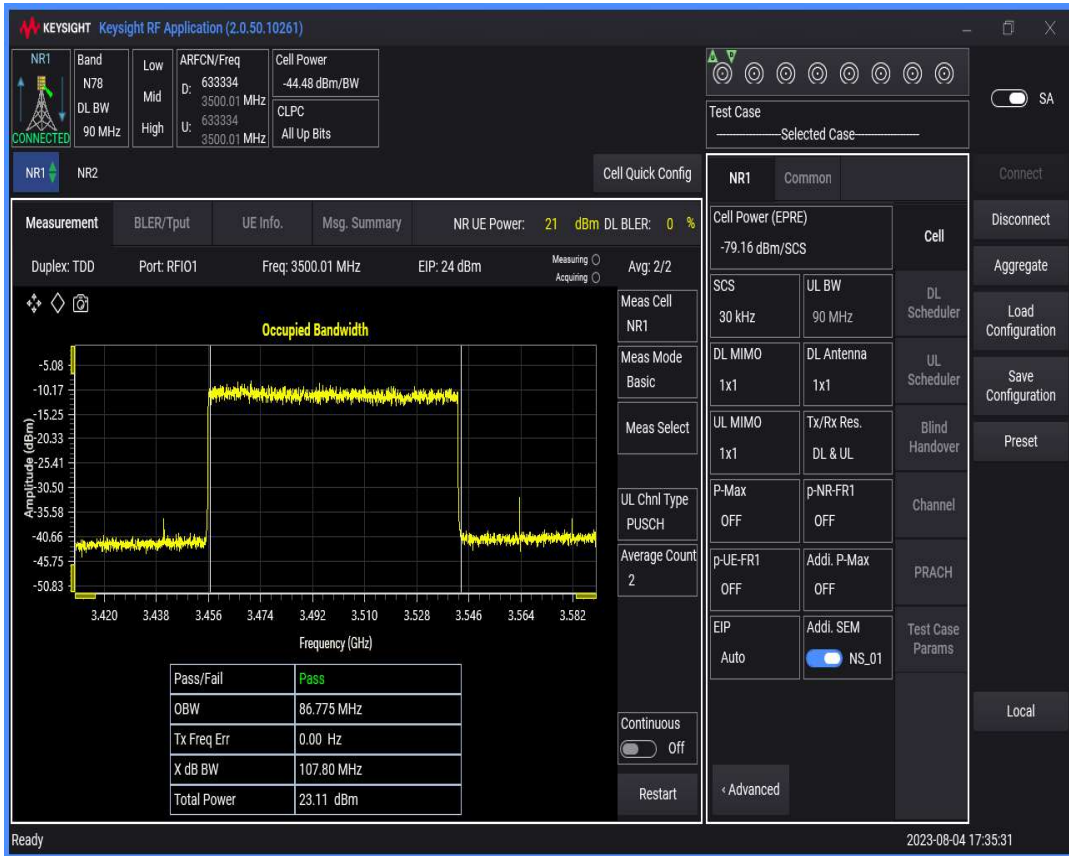 KEYSIGHT Keysight RF Application (2.0.50.10261)
NR1
CONNECTED
Band
N78
DL BW
90 MHz
Low
Mid
High
ARFCN/Freq
D: 633334
3500.01 MHz
U: 633334
3500.01 MHz
Cell Power
-44.48 dBm/BW
CLPC
All Up Bits
Test Case
Selected Case
SA
NR1 NR2 Cell Quick Config
NR1 Common
Connect
Measurement BLER/Tput UE Info. Msg. Summary NR UE Power: 21 dBm DL BLER: 0 %
Duplex: TDD Port: RFIO1 Freq: 3500.01 MHz EIP: 24 dBm Measuring Avg: 2/2
Acquiring
Occupied Bandwidth
Amplitude (dBm)
-5.08
-10.17
-15.25
-20.33
-25.41
-30.50
-35.58
-40.66
-45.75
-50.83
3.420 3.438 3.456 3.474 3.492 3.510 3.528 3.546 3.564 3.582
Frequency (GHz)
Pass/Fail Pass
OBW 86.775 MHz
Tx Freq Err 0.00 Hz
X dB BW 107.80 MHz
Total Power 23.11 dBm
Meas Cell
NR1
Meas Mode
Basic
Meas Select
UL Chnl Type
PUSCH
Average Count
2
Continuous
Off
Restart
Cell Power (EPRE)
-79.16 dBm/SCS
SCS
30 kHz
UL BW
90 MHz
DL MIMO
1x1
DL Antenna
1x1
UL MIMO
1x1
Tx/Rx Res.
DL & UL
P-Max
OFF
p-NR-FR1
OFF
p-UE-FR1
OFF
Addi. P-Max
OFF
EIP
Auto
Addi. SEM
NS_01
‹ Advanced
Cell
DL
Scheduler
UL
Scheduler
Blind
Handover
Channel
PRACH
Test Case
Params
Disconnect
Aggregate
Load
Configuration
Save
Configuration
Preset
Local
Ready 2023-08-04 17:35:31